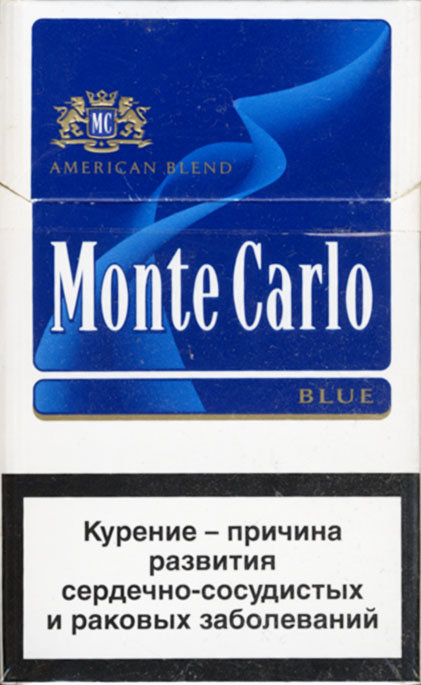 MC
AMERICAN BLEND
Monte Carlo
BLUE
Курение – причина
развития
сердечно-сосудистых
и раковых заболеваний